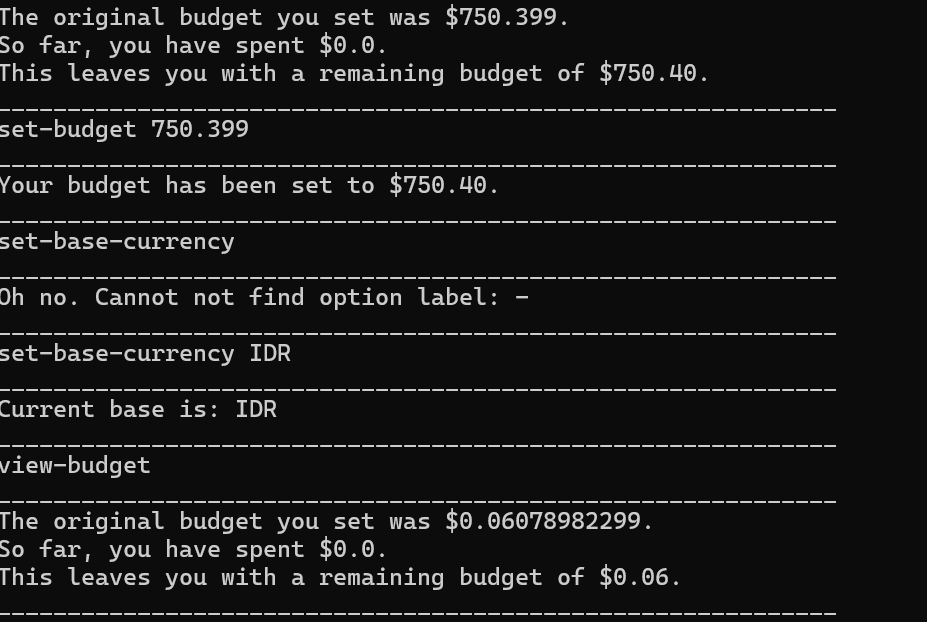 The original budget you set was $750.399.
So far, you have spent $0.0.
This leaves you with a remaining budget of $750.40.
____________________________________________________________
set-budget 750.399
____________________________________________________________
Your budget has been set to $750.40.
____________________________________________________________
set-base-currency
____________________________________________________________
Oh no. Cannot not find option label: -
____________________________________________________________
set-base-currency IDR
____________________________________________________________
Current base is: IDR
____________________________________________________________
view-budget
____________________________________________________________
The original budget you set was $0.06078982299.
So far, you have spent $0.0.
This leaves you with a remaining budget of $0.06.
____________________________________________________________